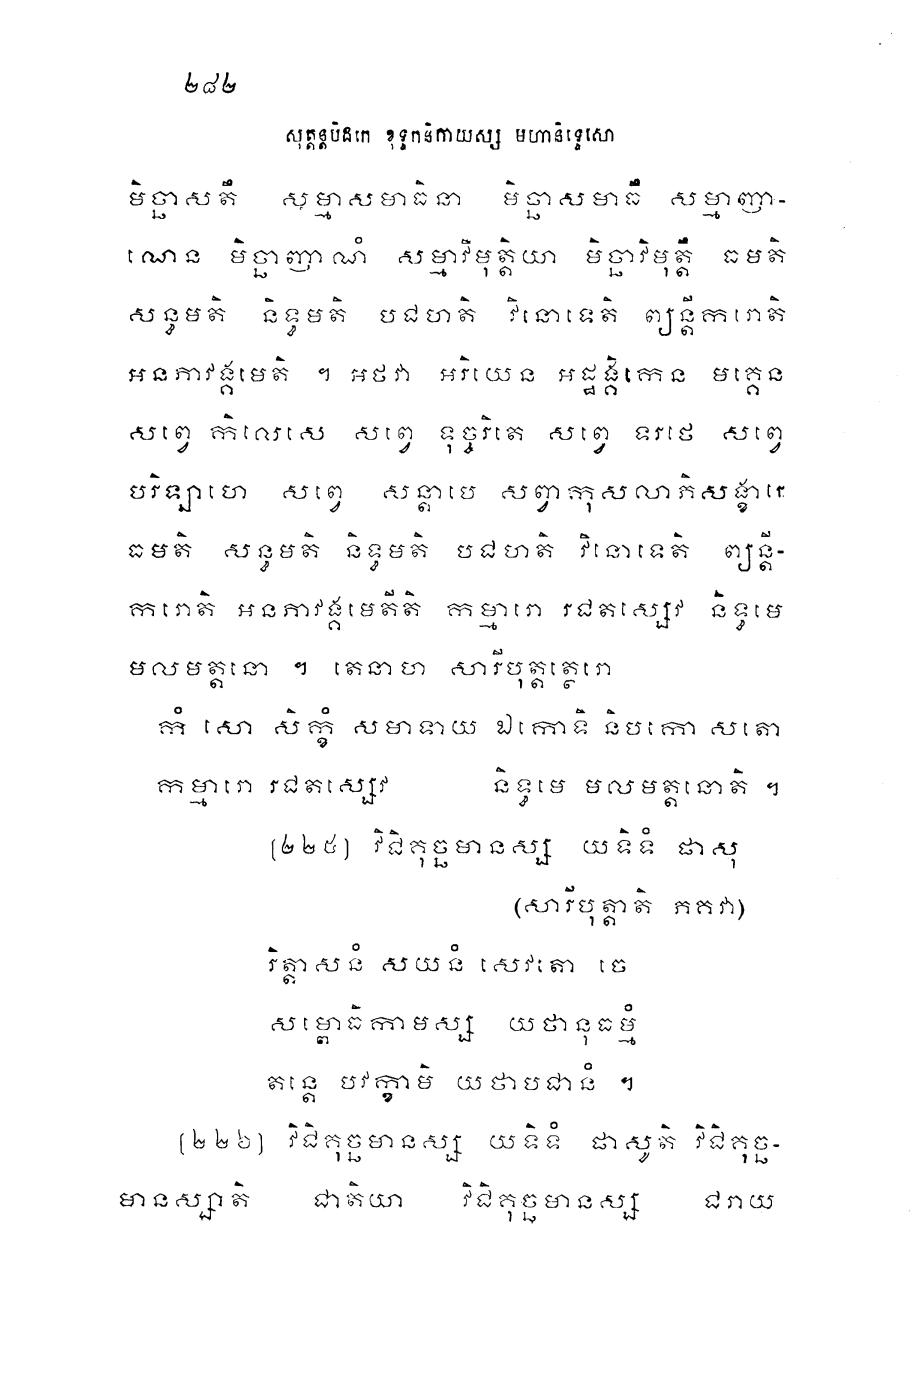 ២៨២
សុត្តន្តបិដកេ ខុទ្ទកនិកាយស្ស មហានិទ្ទេសោ
មិច្ឆាសតឹ សម្មាសមាធិនា មិច្ឆាសមាធឹ សម្មាញា-
ណេន មិច្ឆាញាណំ សម្មាវិមុត្តិយា មិច្ឆាវិមុត្តឹ ធមតិ
សន្ធមតិ និទ្ធមតិ បជហតិ វិនោទេតិ ព្យន្តីករោតិ
អនភាវង្គមេតិ ។ អថវា អរិយេន អដ្ឋង្គិកេន មគ្គេន
សព្វេ កិលេសេ សព្វេ ទុច្ចរិតេ សព្វេ ទរថេ សព្វេ
បរិឡាហេ សព្វេ សន្តាបេ សព្វាកុសលាភិសង្ខារេ
ធមតិ សន្ធមតិ និទ្ធមតិ បជហតិ វិនោទេតិ ព្យន្តី-
ករោតិ អនភាវង្គមេតីតិ កម្មារោ រជតស្សេវ និទ្ធមេ
មលមត្តនោ ។ តេនាហ សារីបុត្តត្ថេរោ
កំ សោ សិក្ខំ សមាទាយ ឯកោទិ និបកោ សតោ
កម្មារោ រជតស្សេវ និទ្ធមេ មលមត្តនោតិ ។
(២២៥) វិជិគុច្ឆមានស្ស យទិទំ ផាសុ
(សារីបុត្តាតិ ភគវា)
រិត្តាសនំ សយនំ សេវតោ ចេ
សម្ពោធិកាមស្ស យថានុធម្មំ
តន្តេ បវក្ខាមិ យថាបជានំ ។
(២២៦) វិជិគុច្ឆមានស្ស យទិទំ ផាសូតិ វិជិគុច្ឆ-
មានស្សាតិ ជាតិយា វិជិគុច្ឆមានស្ស ជរាយ